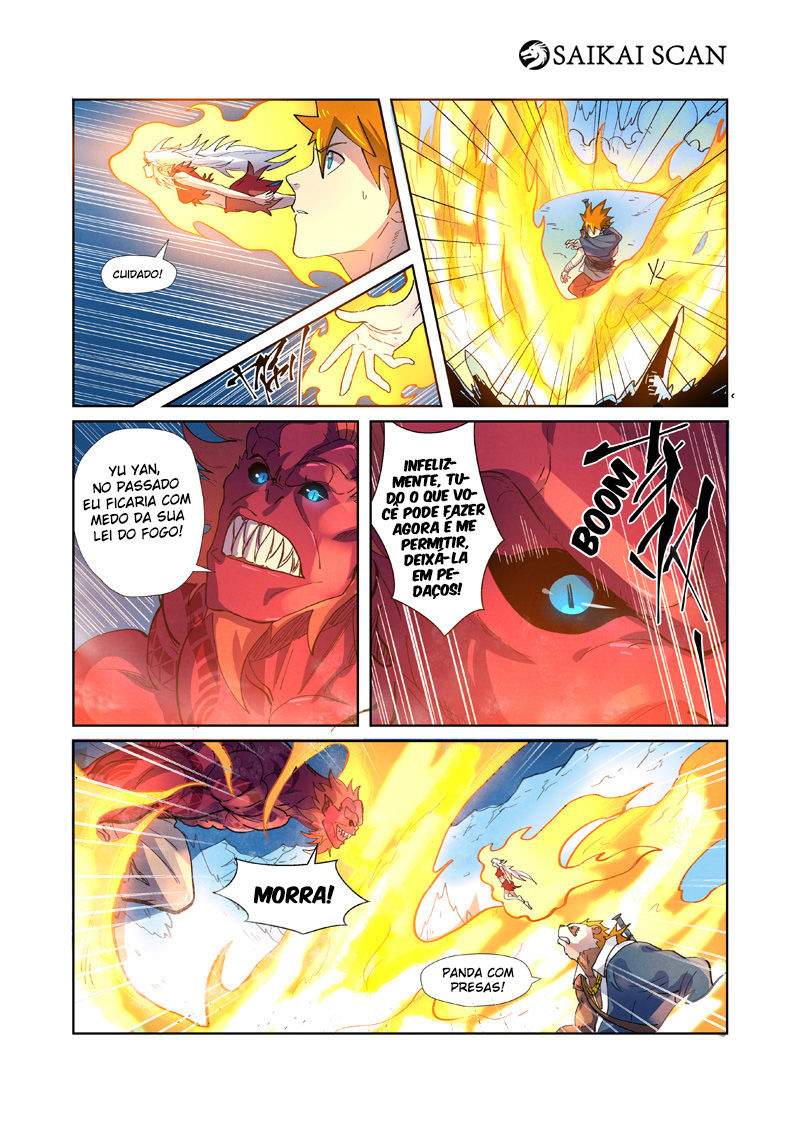 SAIKAI SCAN
CUIDADO!
YU YAN,
NO PASSADO
EU FICARIA COM
MEDO DA SUA
LEI DO FOGO!
INFELIZ-
MENTE, TU-
DO O QUE VO-
CÊ PODE FAZER
AGORA É ME
PERMITIR,
DEIXÁ-LA
EM PE-
DAÇOS!
BOOM
MORRA!
PANDA COM
PRESAS!